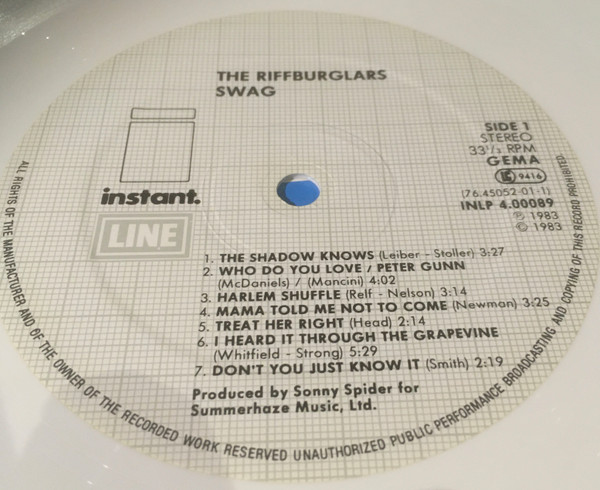 THE RIFFBURGLARS
SWAG
instant.
LINE
SIDE 1
STEREO
33 1/3 RPM
GEMA
LC 9416
(76.45052-01-1)
INLP 4.00089
℗ 1983
© 1983
1. THE SHADOW KNOWS (Leiber - Stoller) 3:27
2. WHO DO YOU LOVE / PETER GUNN
(McDaniels) / (Mancini) 4:02
3. HARLEM SHUFFLE (Relf - Nelson) 3:14
4. MAMA TOLD ME NOT TO COME (Newman) 3:25
5. TREAT HER RIGHT (Head) 2:14
6. I HEARD IT THROUGH THE GRAPEVINE
(Whitfield - Strong) 5:29
7. DON'T YOU JUST KNOW IT (Smith) 2:19
Produced by Sonny Spider for
Summerhaze Music, Ltd.
ALL RIGHTS OF THE MANUFACTURER AND OF THE OWNER OF THE RECORDED WORK RESERVED UNAUTHORIZED PUBLIC PERFORMANCE BROADCASTING AND COPYING OF THIS RECORD PROHIBITED.